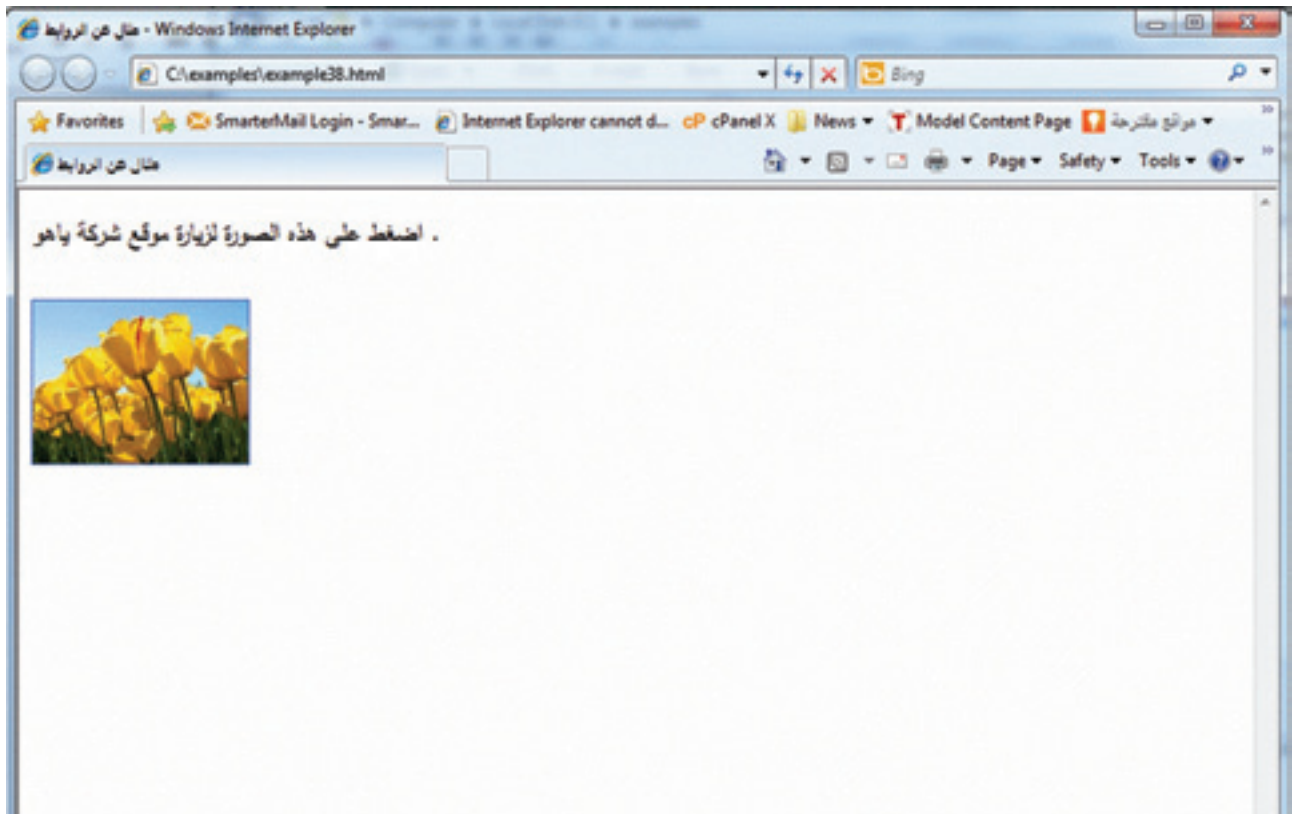 مثال عن الروابط - Windows Internet Explorer
C:\examples\example38.html
Bing
Favorites SmarterMail Login - Smar... Internet Explorer cannot d... cP cPanel X News Model Content Page مواقع مقترحة
مثال عن الروابط Page Safety Tools
اضغط على هذه الصورة لزيارة موقع شركة ياهو .